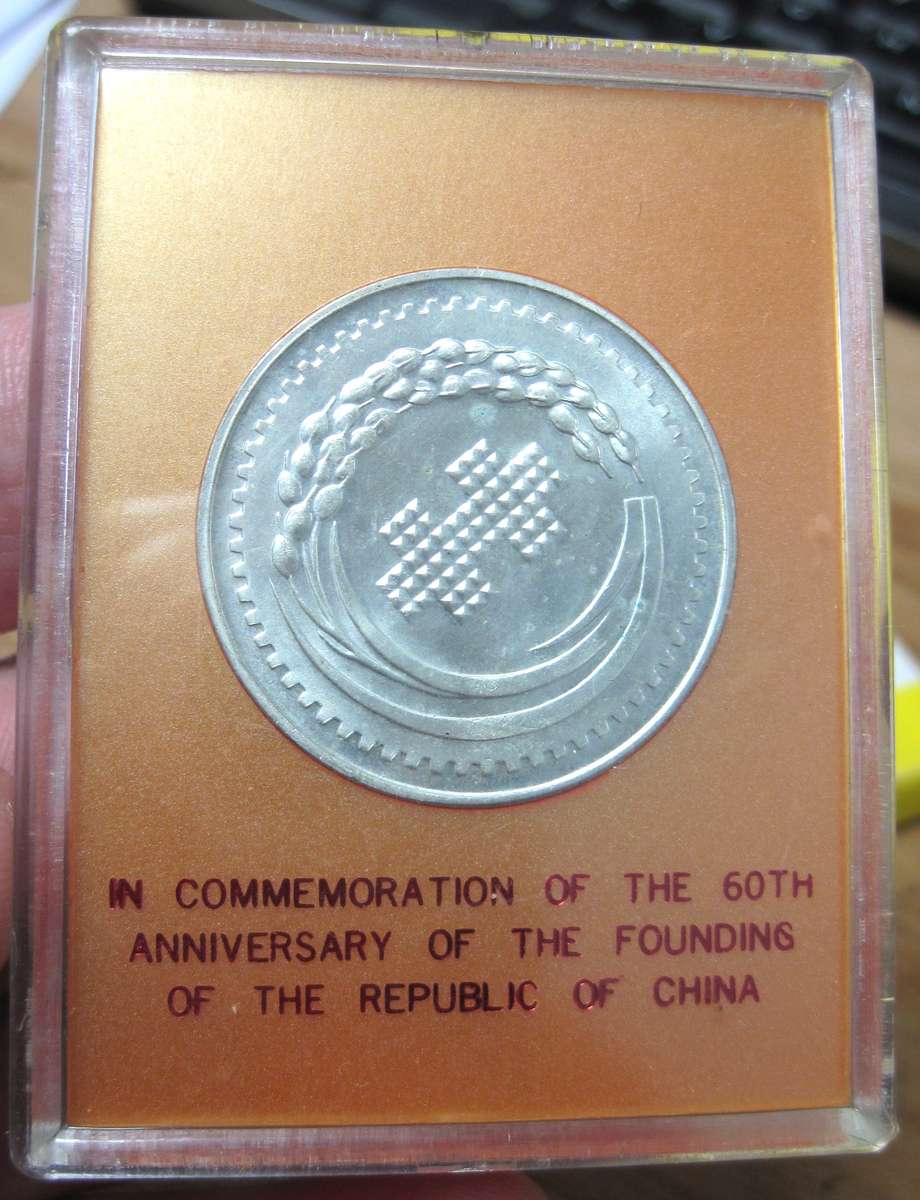 IN COMMEMORATION OF THE 60TH
ANNIVERSARY OF THE FOUNDING
OF THE REPUBLIC OF CHINA